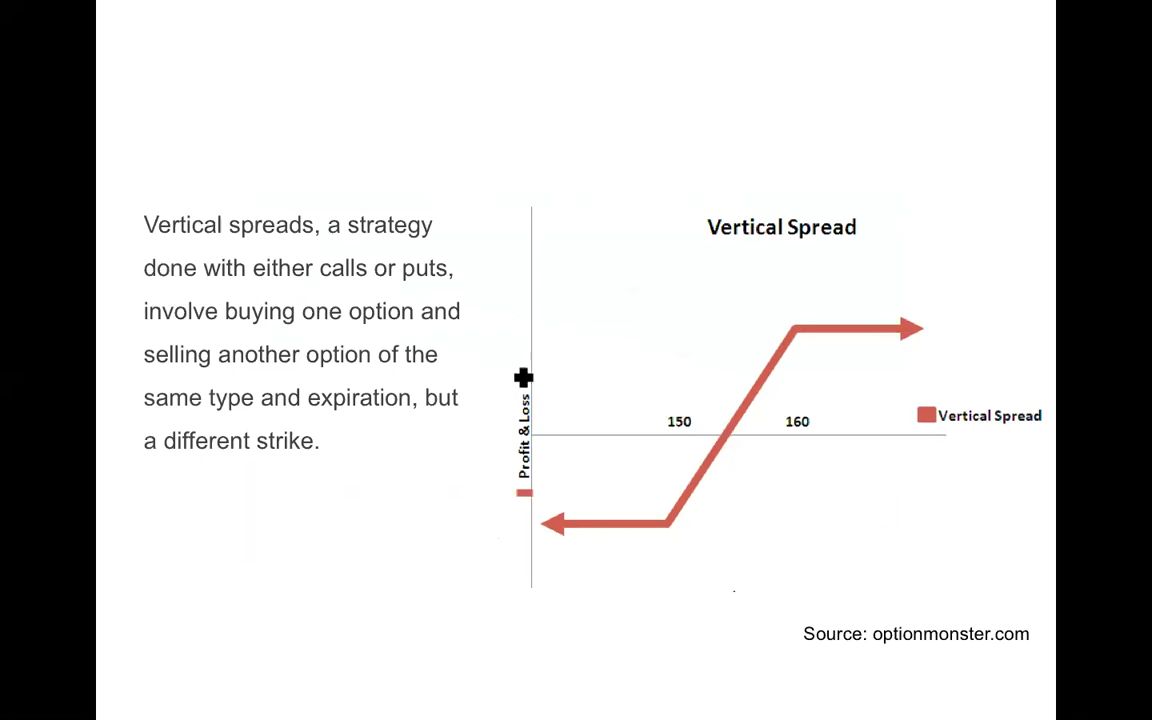 Vertical spreads, a strategy
done with either calls or puts,
involve buying one option and
selling another option of the
same type and expiration, but
a different strike.
Vertical Spread
Profit & Loss
150
160
Vertical Spread
Source: optionmonster.com